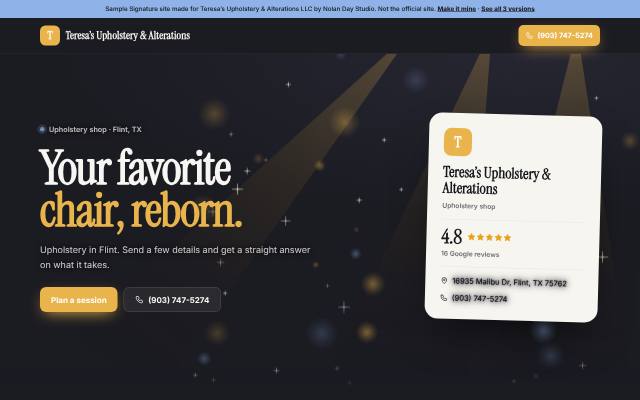 Sample Signature site made for Teresa's Upholstery & Alterations LLC by Nolan Day Studio. Not the official site. Make it mine · See all 3 versions
T
Teresa's Upholstery & Alterations
(903) 747-5274
Upholstery shop · Flint, TX
Your favorite
chair, reborn.
Upholstery in Flint. Send a few details and get a straight answer
on what it takes.
Plan a session
(903) 747-5274
T
Teresa's Upholstery &
Alterations
Upholstery shop
4.8 ★★★★★
16 Google reviews
16935 Malibu Dr, Flint, TX 75762
(903) 747-5274